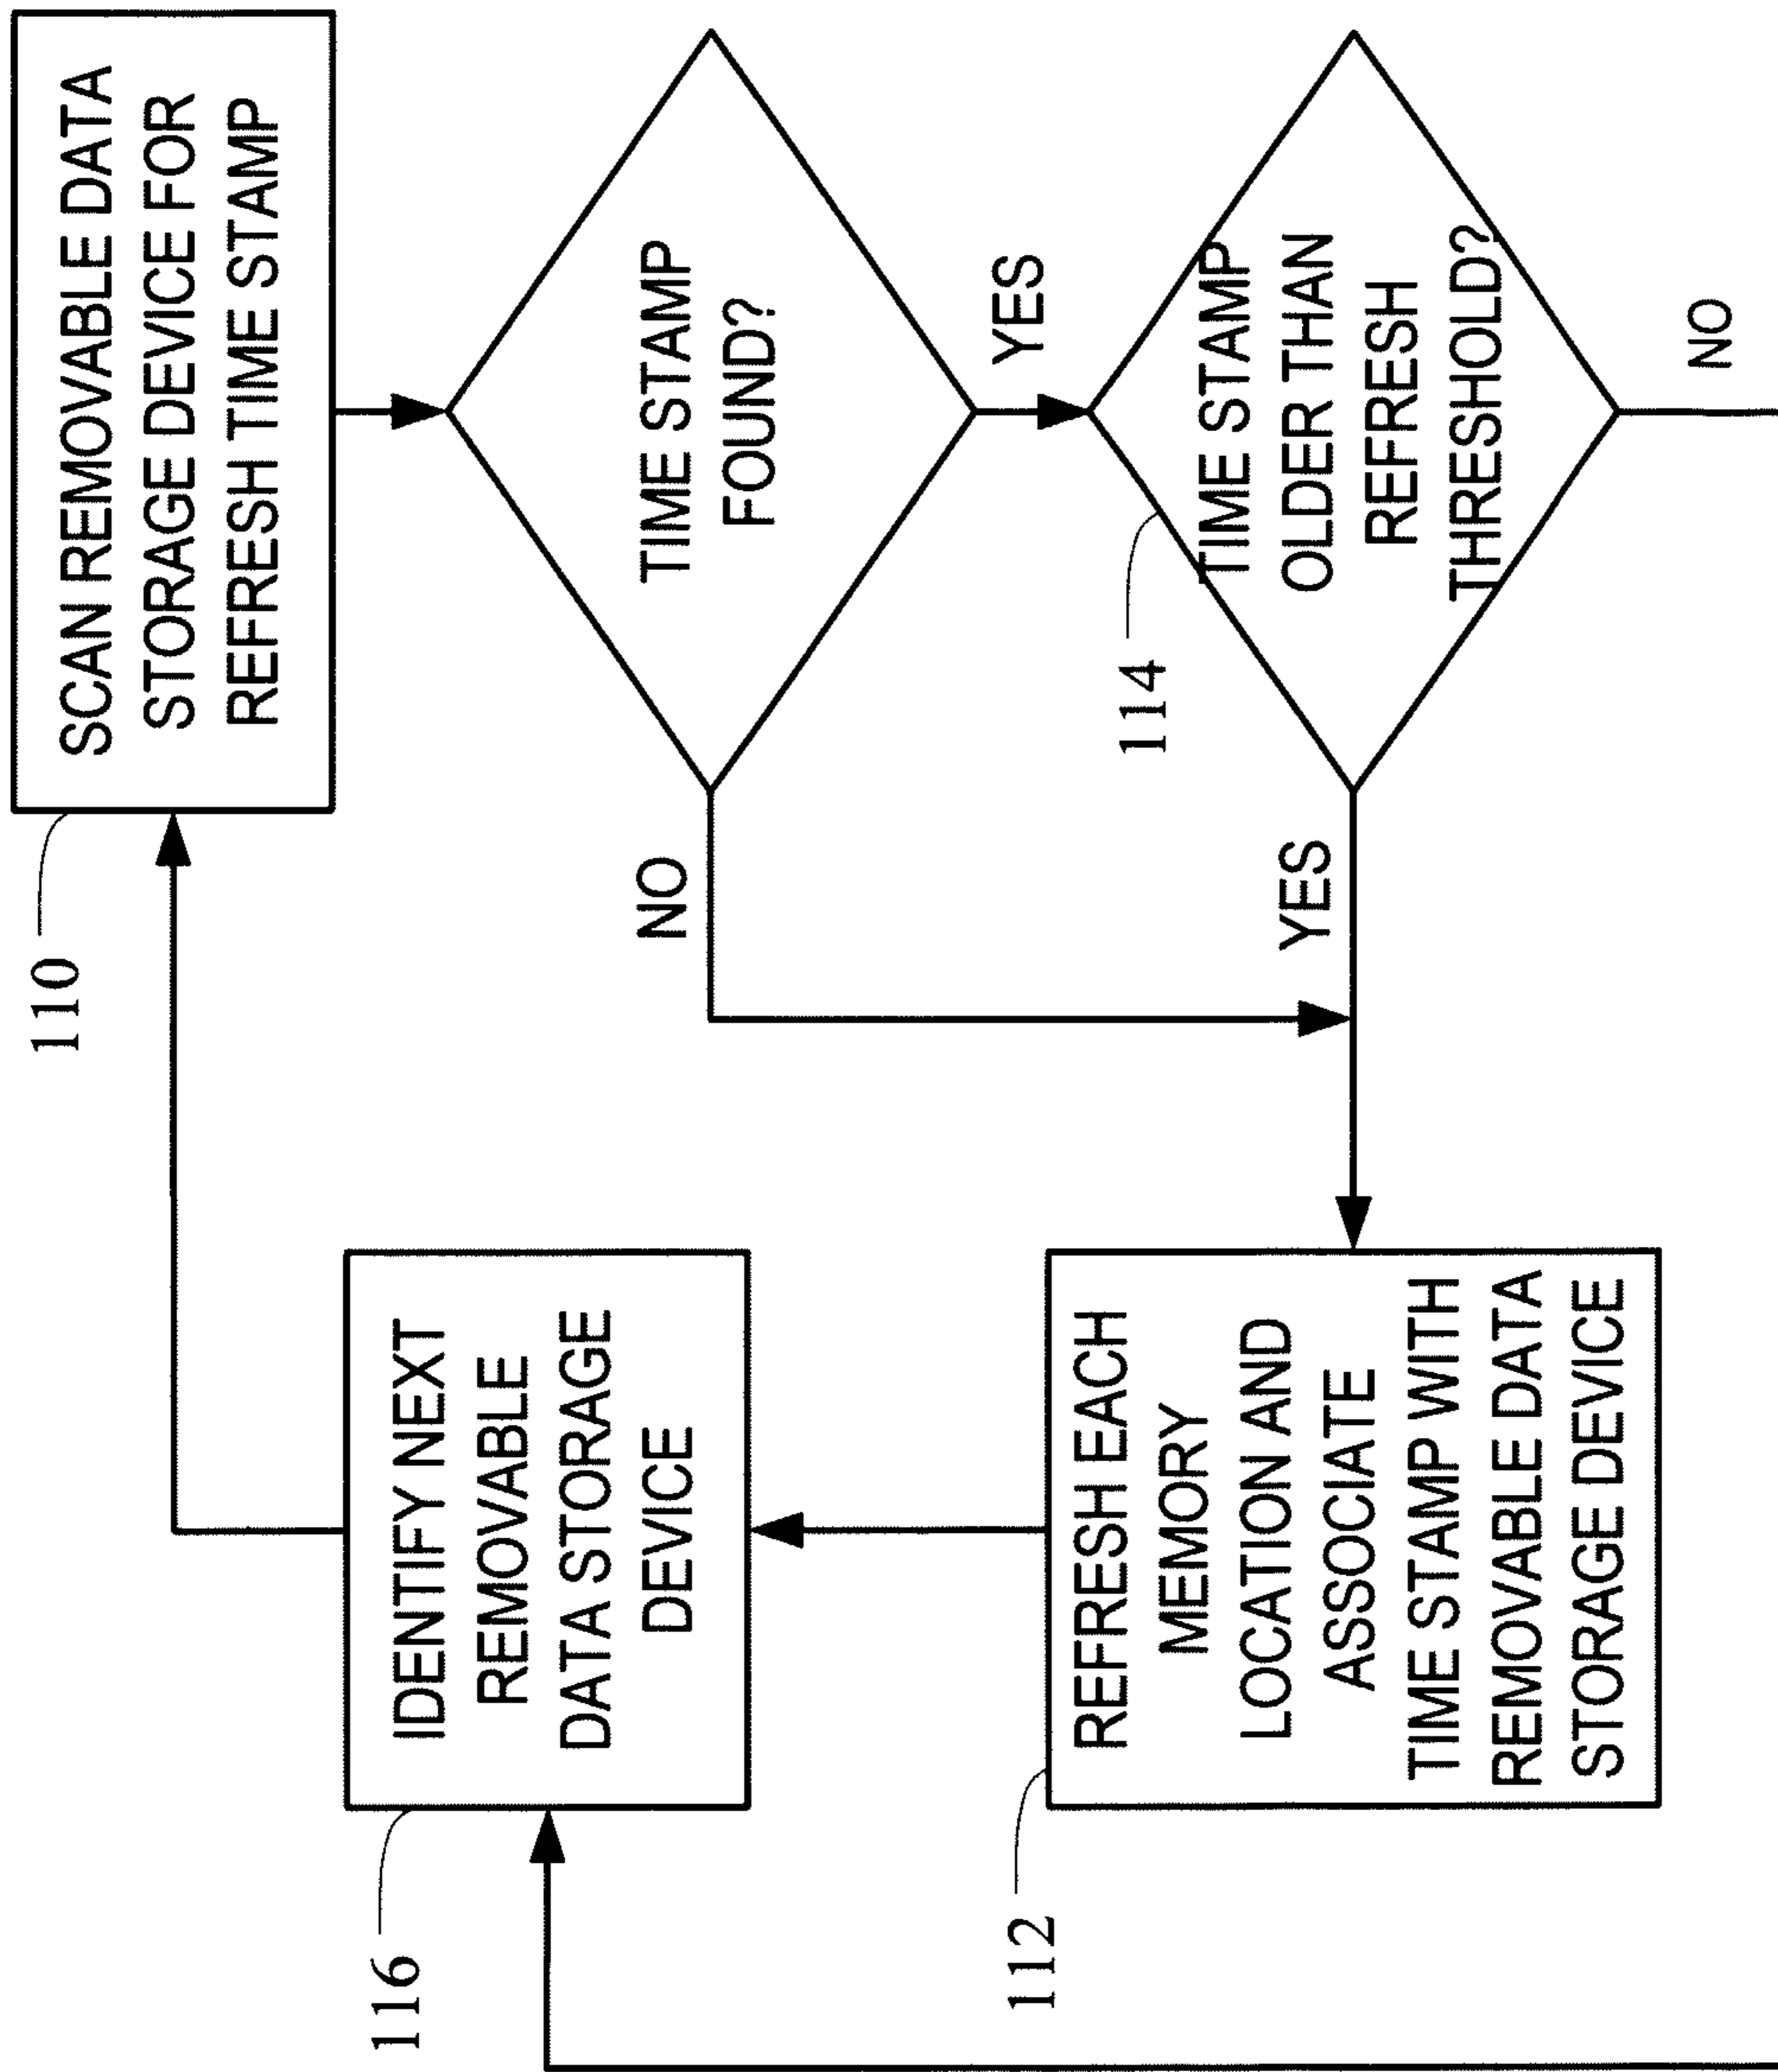 110
SCAN REMOVABLE DATA
STORAGE DEVICE FOR
REFRESH TIME STAMP
TIME STAMP
FOUND?
NO
YES
114
TIME STAMP
OLDER THAN
REFRESH
THRESHOLD?
YES
NO
116
IDENTIFY NEXT
REMOVABLE
DATA STORAGE
DEVICE
112
REFRESH EACH
MEMORY
LOCATION AND
ASSOCIATE
TIME STAMP WITH
REMOVABLE DATA
STORAGE DEVICE